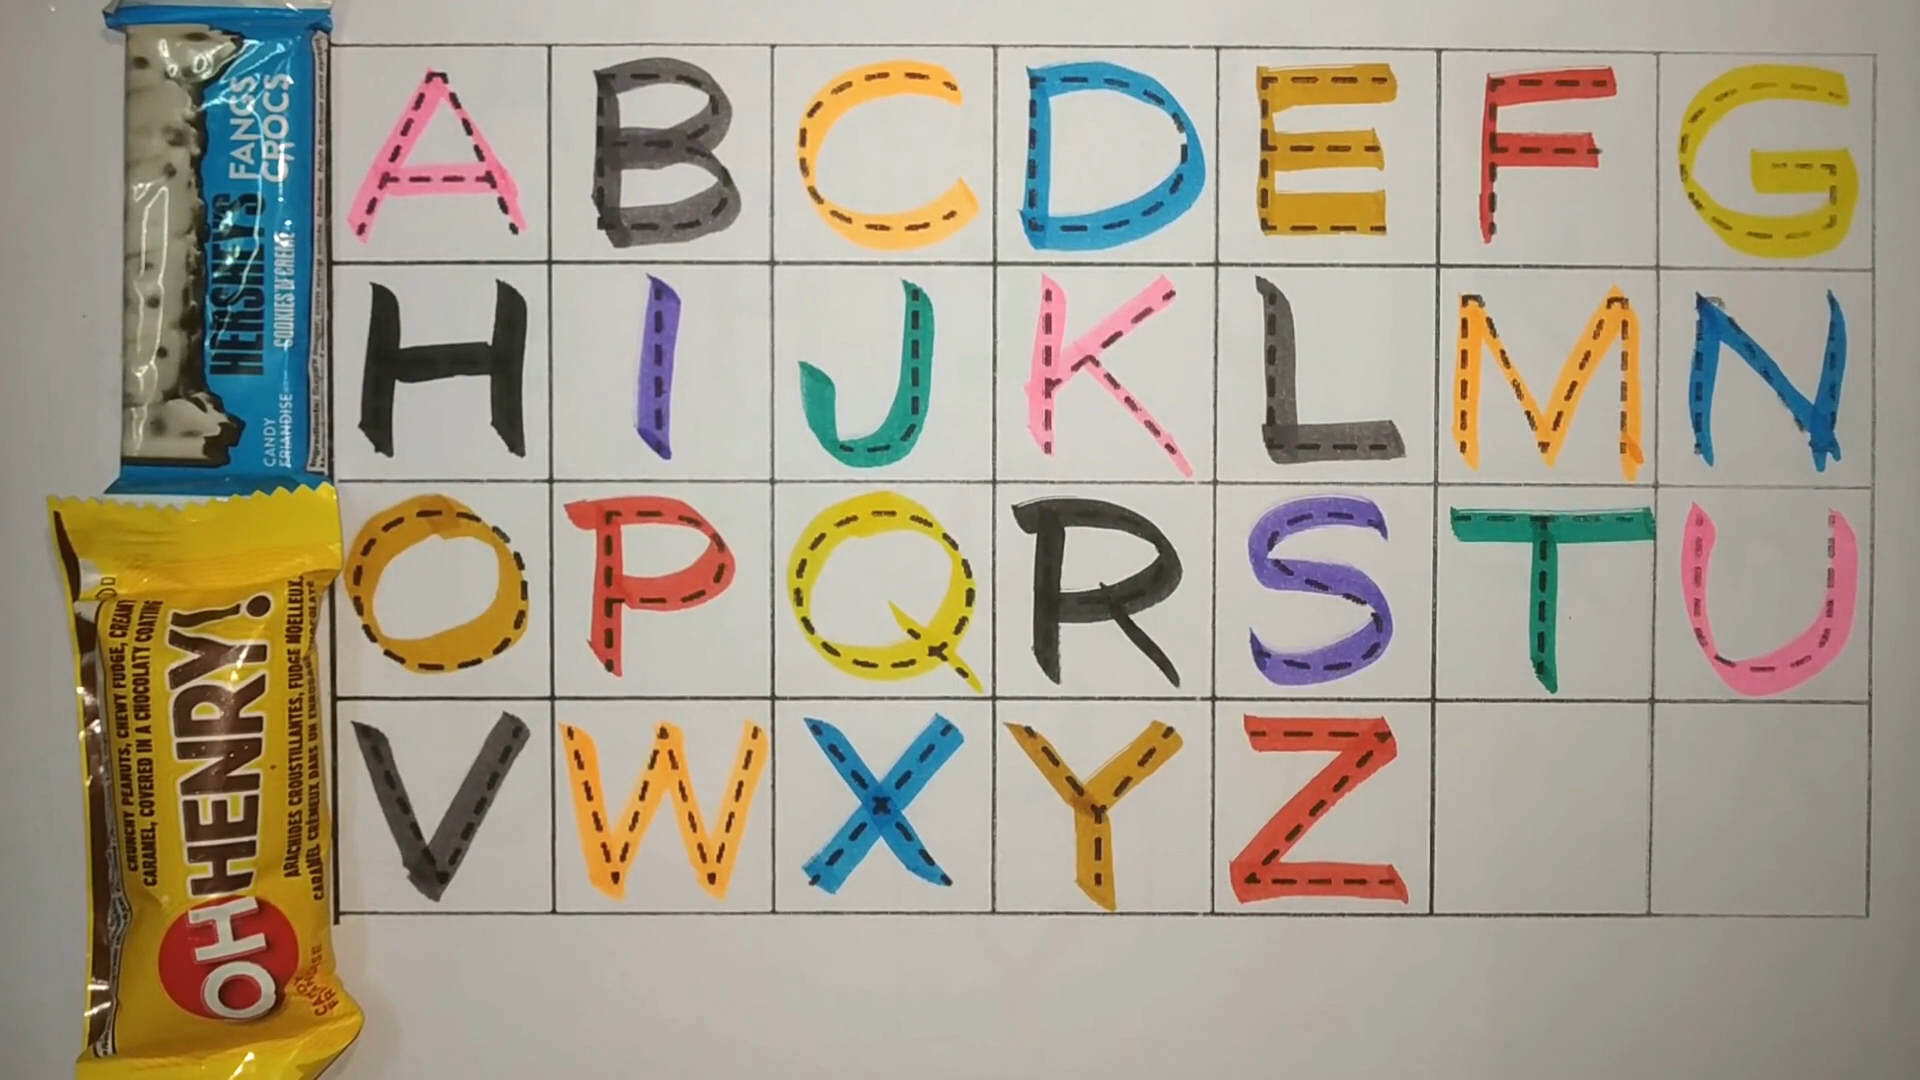 HERSHEY'S FANGS
CROCS
COOKIES 'N' CREME
CANDY
FRIANDISE
OH HENRY!
CRUNCHY PEANUTS, CHEWY FUDGE, CREAMY
CARAMEL, COVERED IN A CHOCOLATY COATING
ARACHIDES CROUSTILLANTES, FUDGE MOELLEUX,
CARAMEL CRÉMEUX DANS UN ENROBAGE CHOCOLATÉ
A B C D E F G
H I J K L M N
O P Q R S T U
V W X Y Z